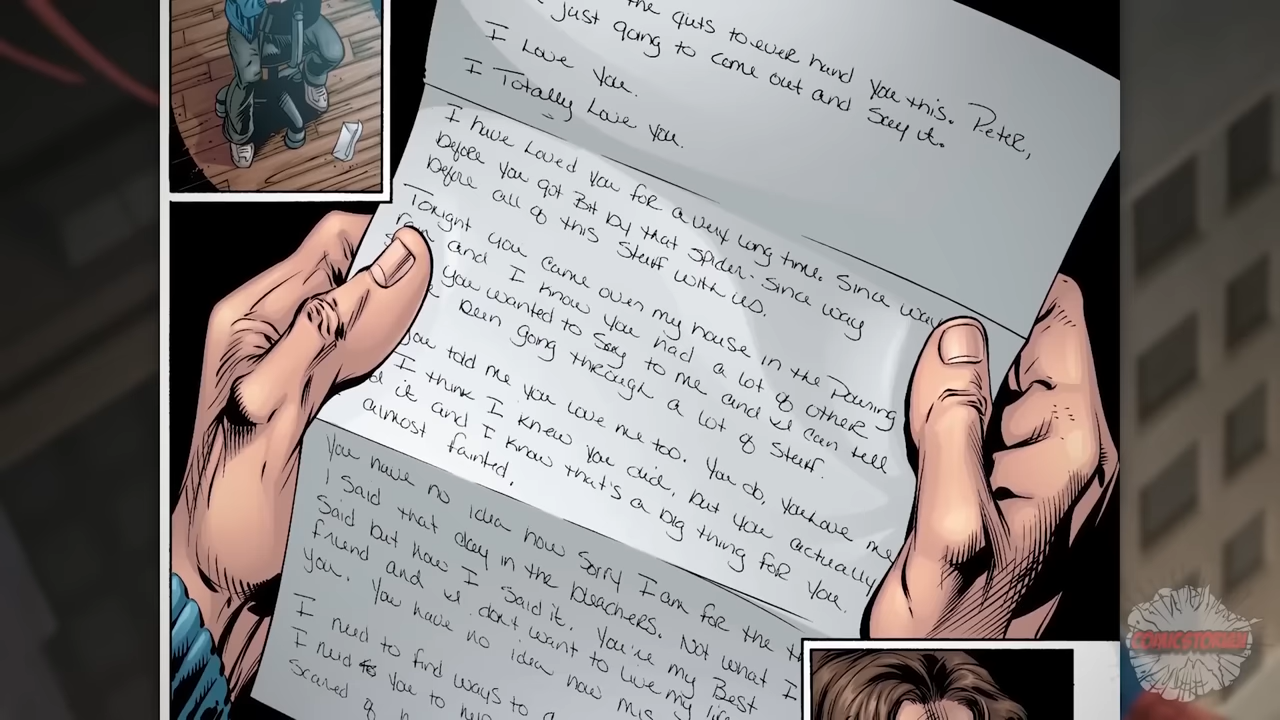 the guts to ever hand you this. Peter,
just going to come out and say it.
I Love You.
I Totally Love You.
I have Loved You for a very long time. Since way
before you got Bit by that spider. Since way
before all of this stuff with us.
Tonight you came over my house in the Pouring
rain and I know you had a lot of other
you wanted to say to me and I can tell
been going through a lot of stuff.
You told me you love me too. You do, you love me
I think I knew you did, but you actually
it and I know that's a big thing for you.
almost fainted.
You have no idea how sorry I am for the
I said that day in the bleachers. Not what I
said but how I said it. You're my Best
friend and I don't want to live my life
you. You have no idea how
I need to find ways to
I need you to
scared of
COMICSTORIAN